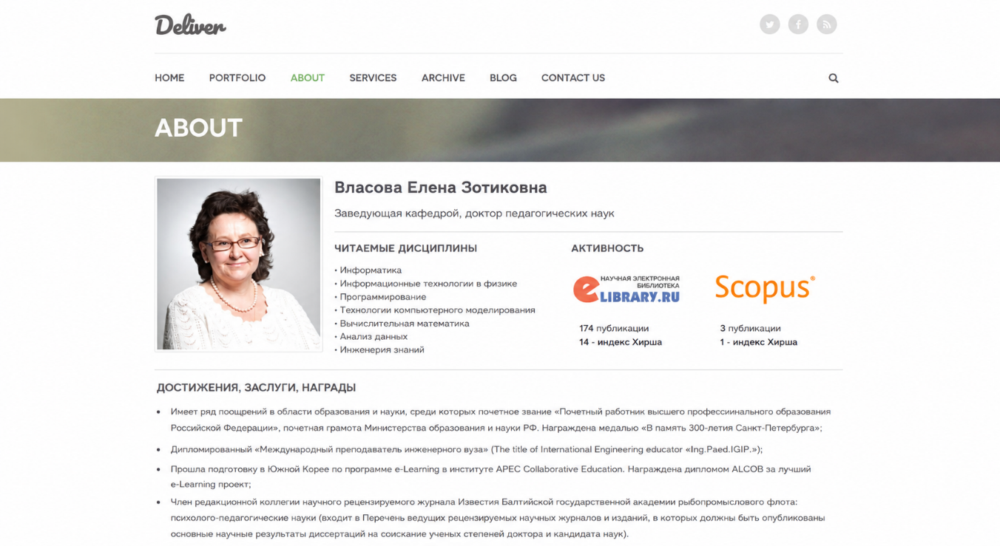 Deliver
HOME PORTFOLIO ABOUT SERVICES ARCHIVE BLOG CONTACT US
ABOUT
Власова Елена Зотиковна
Заведующая кафедрой, доктор педагогических наук
ЧИТАЕМЫЕ ДИСЦИПЛИНЫ
• Информатика
• Информационные технологии в физике
• Программирование
• Технологии компьютерного моделирования
• Вычислительная математика
• Анализ данных
• Инженерия знаний
АКТИВНОСТЬ
НАУЧНАЯ ЭЛЕКТРОННАЯ
БИБЛИОТЕКА
eLIBRARY.RU
174 публикации
14 - индекс Хирша
Scopus®
3 публикации
1 - индекс Хирша
ДОСТИЖЕНИЯ, ЗАСЛУГИ, НАГРАДЫ
• Имеет ряд поощрений в области образования и науки, среди которых почетное звание «Почетный работник высшего профессиинального образования
Российской Федерации», почетная грамота Министерства образования и науки РФ. Награждена медалью «В память 300-летия Санкт-Петербурга»;
• Дипломированный «Международный преподаватель инженерного вуза» (The title of International Engineering educator «Ing.Paed.IGIP.»);
• Прошла подготовку в Южной Корее по программе e-Learning в институте APEC Collaborative Education. Награждена дипломом ALCOB за лучший
e-Learning проект;
• Член редакционной коллегии научного рецензируемого журнала Известия Балтийской государственной академии рыбопромыслового флота:
психолого-педагогические науки (входит в Перечень ведущих рецензируемых научных журналов и изданий, в которых должны быть опубликованы
основные научные результаты диссертаций на соискание ученых степеней доктора и кандидата наук).